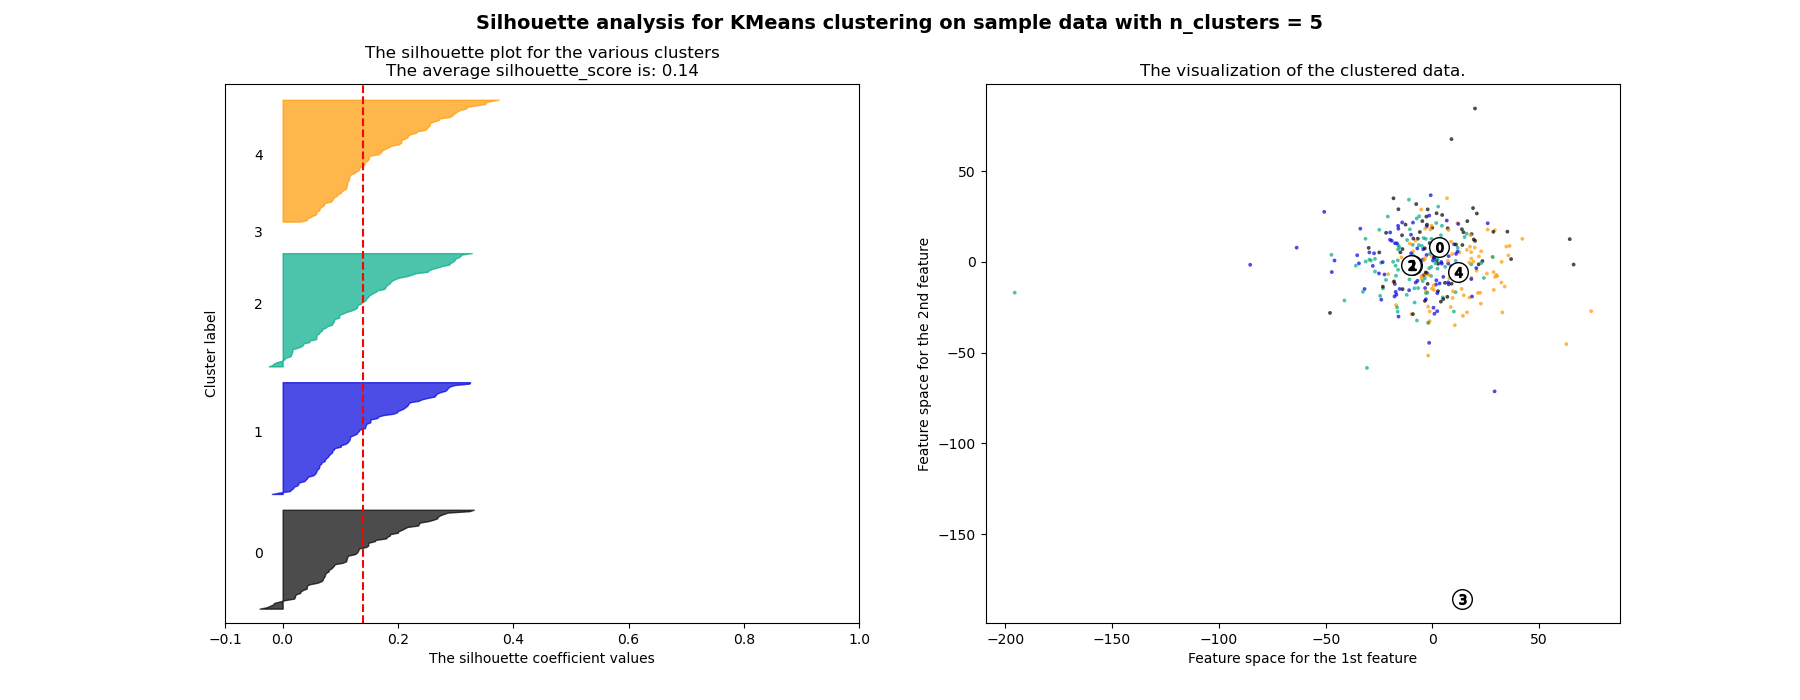 Silhouette analysis for KMeans clustering on sample data with n_clusters = 5
The silhouette plot for the various clusters
The average silhouette_score is: 0.14
4
3
2
1
0
Cluster label
−0.1 0.0 0.2 0.4 0.6 0.8 1.0
The silhouette coefficient values
The visualization of the clustered data.
50
0
−50
−100
−150
Feature space for the 2nd feature
0
2
4
3
−200 −150 −100 −50 0 50
Feature space for the 1st feature